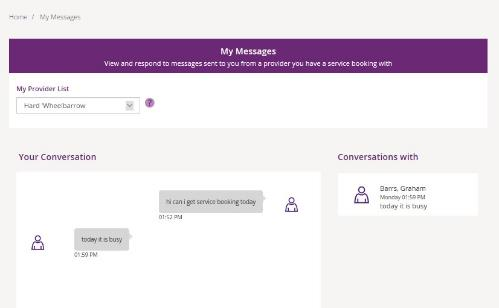 Home / My Messages
My Messages
View and respond to messages sent to you from a provider you have a service booking with
My Provider List
Hard 'Wheelbarrow
?
Your Conversation
Conversations with
hi can i get service booking today
01:52 PM
today it is busy
01:59 PM
Barrs, Graham
Monday 01:59 PM
today it is busy